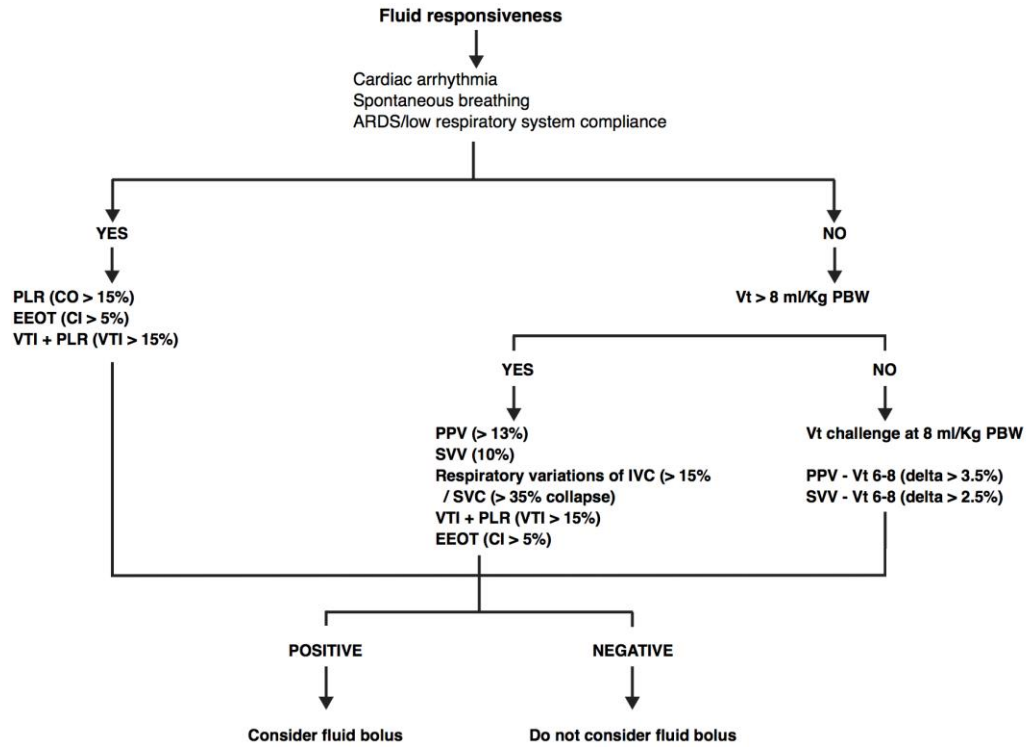 Fluid responsiveness
Cardiac arrhythmia
Spontaneous breathing
ARDS/low respiratory system compliance
YES
NO
PLR (CO > 15%)
EEOT (CI > 5%)
VTI + PLR (VTI > 15%)
Vt > 8 ml/Kg PBW
YES
NO
PPV (> 13%)
SVV (10%)
Respiratory variations of IVC (> 15%
/ SVC (> 35% collapse)
VTI + PLR (VTI > 15%)
EEOT (CI > 5%)
Vt challenge at 8 ml/Kg PBW
PPV - Vt 6-8 (delta > 3.5%)
SVV - Vt 6-8 (delta > 2.5%)
POSITIVE
NEGATIVE
Consider fluid bolus
Do not consider fluid bolus